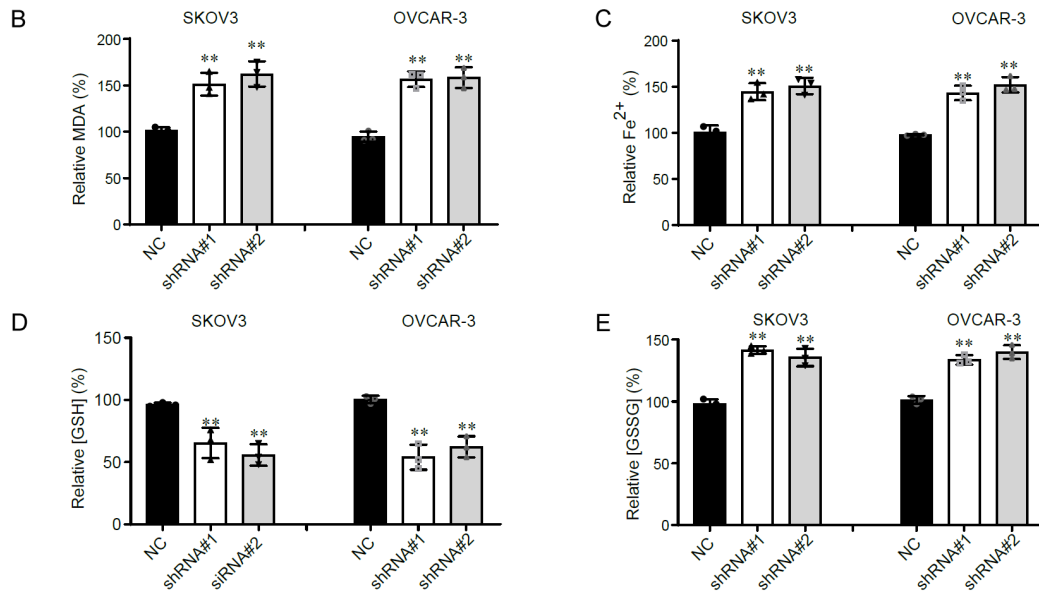 B
SKOV3
OVCAR-3
Relative MDA (%)
200
150
100
50
0
**
**
**
**
NC
shRNA#1
shRNA#2
NC
shRNA#1
shRNA#2
C
SKOV3
OVCAR-3
Relative Fe²⁺ (%)
200
150
100
50
0
**
**
**
**
NC
shRNA#1
shRNA#2
NC
shRNA#1
shRNA#2
D
SKOV3
OVCAR-3
Relative [GSH] (%)
150
100
50
0
**
**
**
**
NC
shRNA#1
siRNA#2
NC
shRNA#1
shRNA#2
E
SKOV3
OVCAR-3
Relative [GSSG] (%)
150
100
50
0
**
**
**
**
NC
shRNA#1
shRNA#2
NC
shRNA#1
shRNA#2